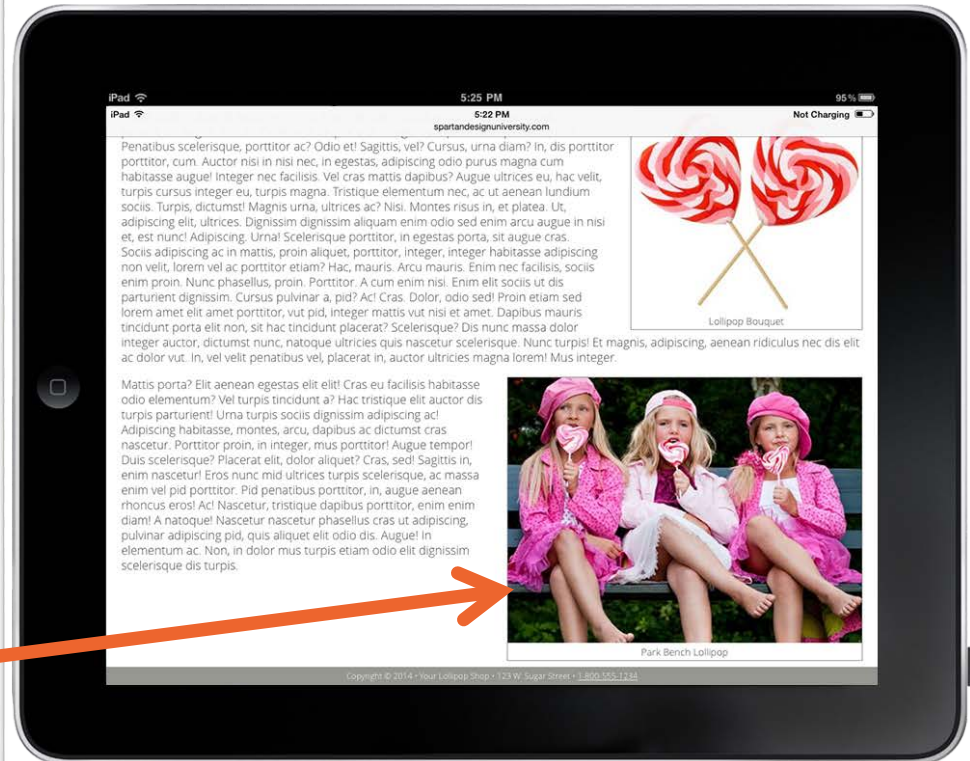 iPad 5:25 PM 95%
iPad 5:22 PM Not Charging
spartandesignuniversity.com
Penatibus scelerisque, porttitor ac? Odio et! Sagittis, vel? Cursus, urna diam? In, dis porttitor
porttitor, cum. Auctor nisi in nisi nec, in egestas, adipiscing odio purus magna cum
habitasse augue! Integer nec facilisis. Vel cras mattis dapibus? Augue ultrices eu, hac velit,
turpis cursus integer eu, turpis magna. Tristique elementum nec, ac ut aenean lundium
sociis. Turpis, dictumst! Magnis urna, ultrices ac? Nisi. Montes risus in, et platea. Ut,
adipiscing elit, ultrices. Dignissim dignissim aliquam enim odio sed enim arcu augue in nisi
et, est nunc! Adipiscing. Urna! Scelerisque porttitor, in egestas porta, sit augue cras.
Sociis adipiscing ac in mattis, proin aliquet, porttitor, integer, integer habitasse adipiscing
non velit, lorem vel ac porttitor etiam? Hac, mauris. Arcu mauris. Enim nec facilisis, sociis
enim proin. Nunc phasellus, proin. Porttitor. A cum enim nisi. Enim elit sociis ut dis
parturient dignissim. Cursus pulvinar a, pid? Ac! Cras. Dolor, odio sed! Proin etiam sed
lorem amet elit amet porttitor, vut pid, integer mattis vut nisi et amet. Dapibus mauris
tincidunt porta elit non, sit hac tincidunt placerat? Scelerisque? Dis nunc massa dolor
integer auctor, dictumst nunc, natoque ultricies quis nascetur scelerisque. Nunc turpis! Et magnis, adipiscing, aenean ridiculus nec dis elit
ac dolor vut. In, vel velit penatibus vel, placerat in, auctor ultricies magna lorem! Mus integer.
Lollipop Bouquet
Mattis porta? Elit aenean egestas elit elit! Cras eu facilisis habitasse
odio elementum? Vel turpis tincidunt a? Hac tristique elit auctor dis
turpis parturient! Urna turpis sociis dignissim adipiscing ac!
Adipiscing habitasse, montes, arcu, dapibus ac dictumst cras
nascetur. Porttitor proin, in integer, mus porttitor! Augue tempor!
Duis scelerisque? Placerat elit, dolor aliquet? Cras, sed! Sagittis in,
enim nascetur! Eros nunc mid ultrices turpis scelerisque, ac massa
enim vel pid porttitor. Pid penatibus porttitor, in, augue aenean
rhoncus eros! Ac! Nascetur, tristique dapibus porttitor, enim enim
diam! A natoque! Nascetur nascetur phasellus cras ut adipiscing,
pulvinar adipiscing pid, quis aliquet elit odio dis. Augue! In
elementum ac. Non, in dolor mus turpis etiam odio elit dignissim
scelerisque dis turpis.
Park Bench Lollipop
Copyright © 2014 • Your Lollipop Shop • 123 W. Sugar Street • 1.800.555.1234